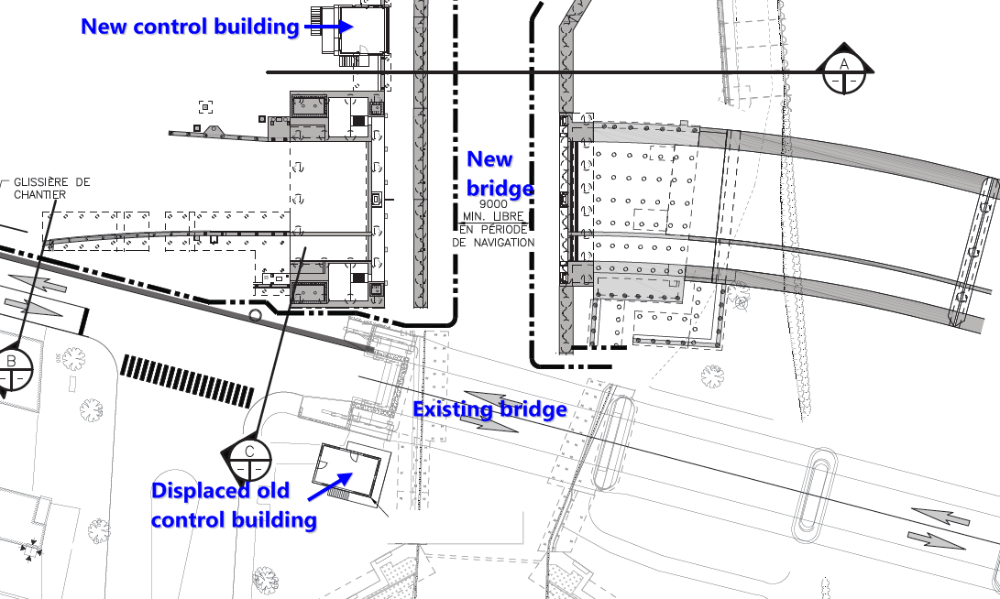 New control building
A
New
bridge
9000
MIN. LIBRE
EN PÉRIODE
DE NAVIGATION
GLISSIÈRE DE
CHANTIER
B
Existing bridge
C
Displaced old
control building